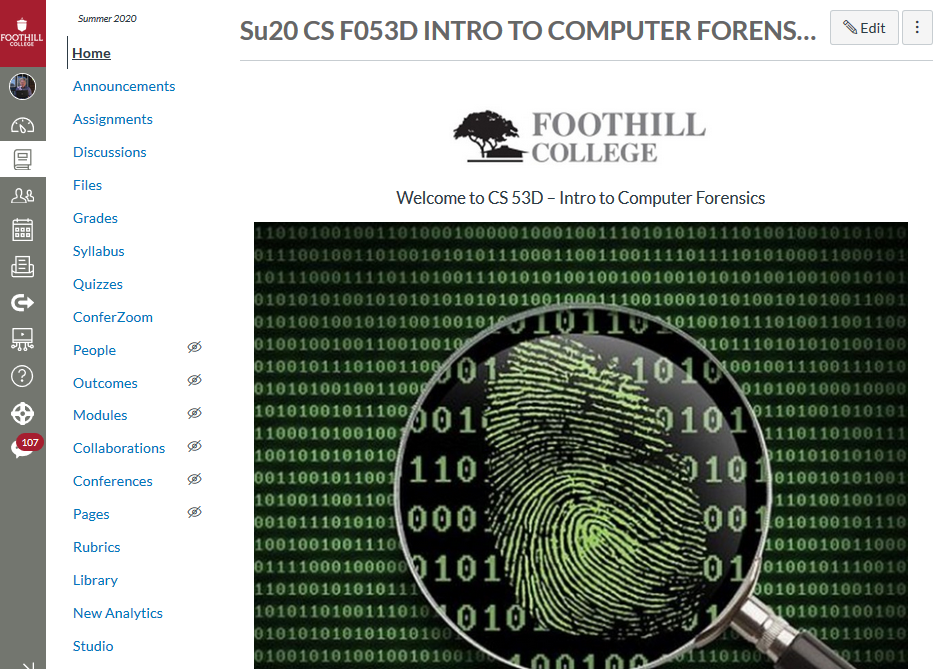 FOOTHILL
COLLEGE
107
Summer 2020
Home
Announcements
Assignments
Discussions
Files
Grades
Syllabus
Quizzes
ConferZoom
People
Outcomes
Modules
Collaborations
Conferences
Pages
Rubrics
Library
New Analytics
Studio
Su20 CS F053D INTRO TO COMPUTER FORENS...
Edit
FOOTHILL
COLLEGE
Welcome to CS 53D – Intro to Computer Forensics